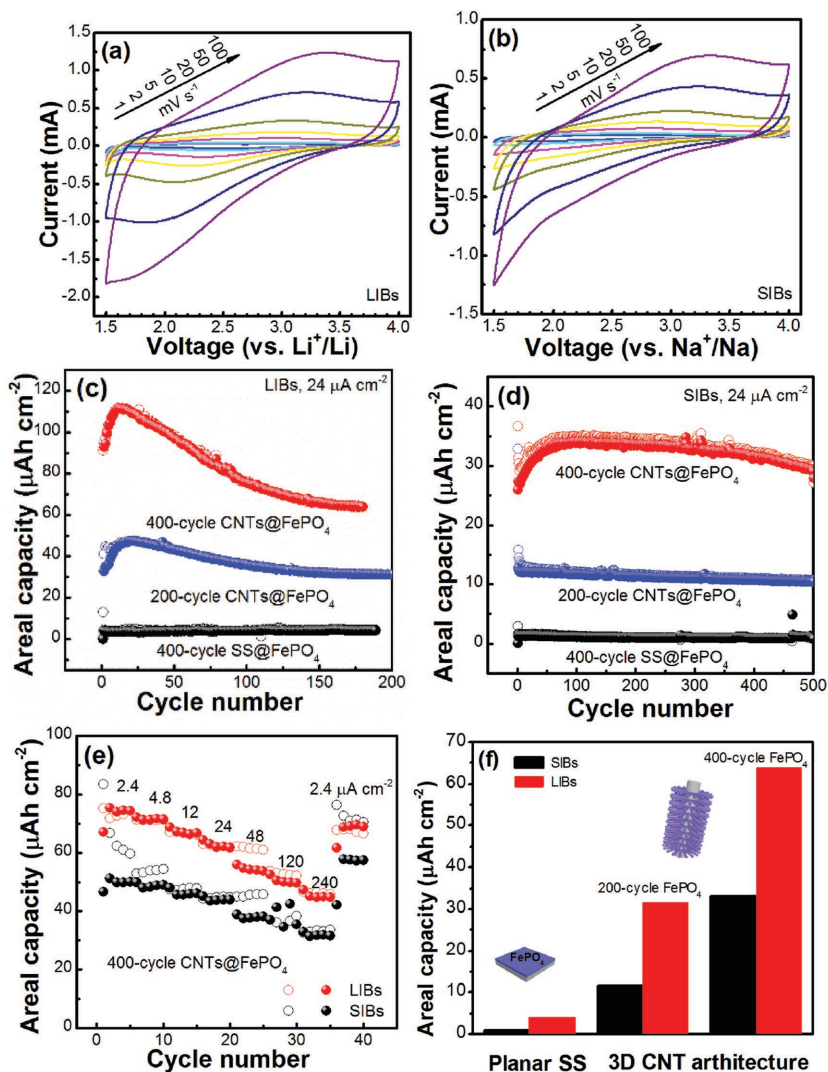 (a)
1 2 5 10 20 50 100
mV s⁻¹
1.5
1.0
0.5
0.0
-0.5
-1.0
-1.5
-2.0
Current (mA)
LIBs
1.5 2.0 2.5 3.0 3.5 4.0
Voltage (vs. Li⁺/Li)
(b)
1 2 5 10 20 50 100
mV s⁻¹
1.0
0.5
0.0
-0.5
-1.0
-1.5
Current (mA)
SIBs
1.5 2.0 2.5 3.0 3.5 4.0
Voltage (vs. Na⁺/Na)
(c)
LIBs, 24 μA cm⁻²
120
100
80
60
40
20
0
Areal capacity (μAh cm⁻²)
400-cycle CNTs@FePO₄
200-cycle CNTs@FePO₄
400-cycle SS@FePO₄
0 50 100 150 200
Cycle number
(d)
SIBs, 24 μA cm⁻²
40
30
20
10
0
Areal capacity (μAh cm⁻²)
400-cycle CNTs@FePO₄
200-cycle CNTs@FePO₄
400-cycle SS@FePO₄
0 100 200 300 400 500
Cycle number
(e)
100
80
60
40
20
0
Areal capacity (μAh cm⁻²)
2.4 4.8 12 24 48 120 240
2.4 μA cm⁻²
400-cycle CNTs@FePO₄
LIBs
SIBs
0 10 20 30 40
Cycle number
(f)
SIBs
LIBs
70
60
50
40
30
20
10
0
Areal capacity (μAh cm⁻²)
400-cycle FePO₄
200-cycle FePO₄
FePO₄
Planar SS 3D CNT arthitecture